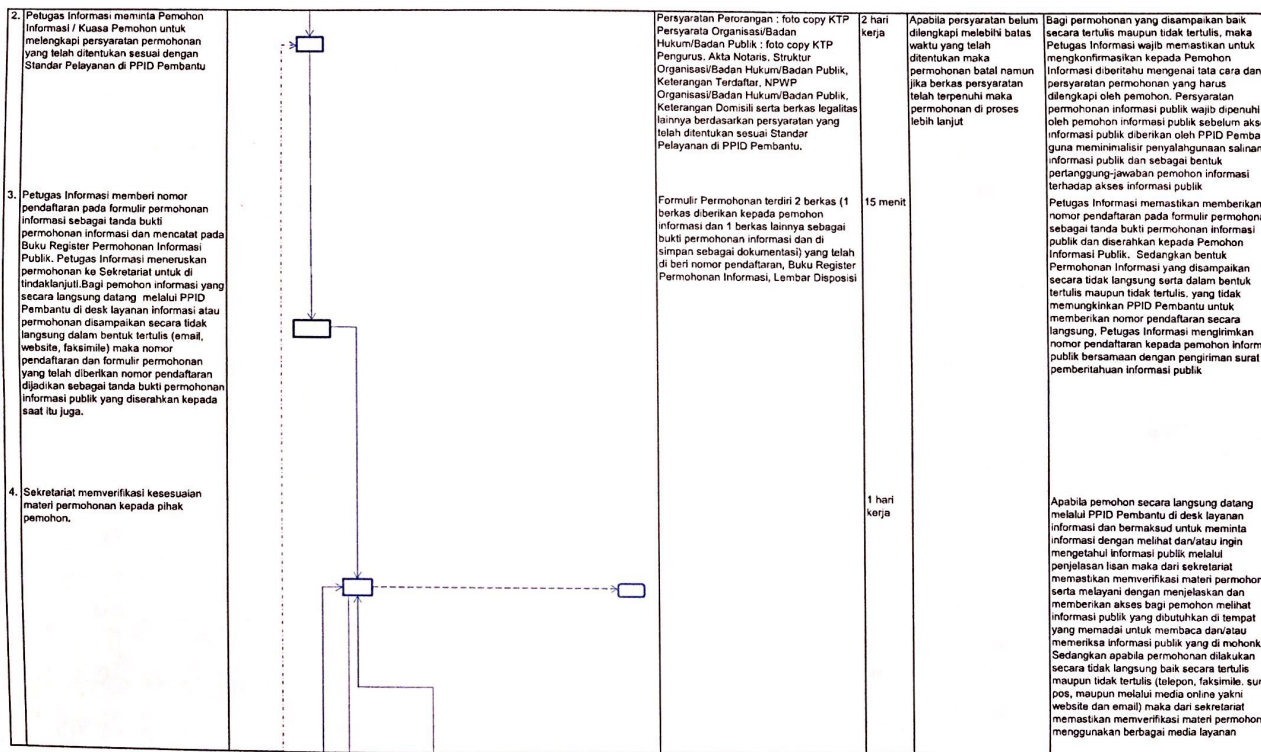 2. Petugas Informasi meminta Pemohon
Informasi / Kuasa Pemohon untuk
melengkapi persyaratan permohonan
yang telah ditentukan sesuai dengan
Standar Pelayanan di PPID Pembantu
Persyaratan Perorangan : foto copy KTP
Persyarata Organisasi/Badan
Hukum/Badan Publik : foto copy KTP
Pengurus, Akta Notaris, Struktur
Organisasi/Badan Hukum/Badan Publik,
Keterangan Terdaftar, NPWP
Organisasi/Badan Hukum/Badan Publik,
Keterangan Domisili serta berkas legalitas
lainnya berdasarkan persyaratan yang
telah ditentukan sesuai Standar
Pelayanan di PPID Pembantu.
2 hari
kerja
Apabila persyaratan belum
dilengkapi melebihi batas
waktu yang telah
ditentukan maka
permohonan batal namun
jika berkas persyaratan
telah terpenuhi maka
permohonan di proses
lebih lanjut
Bagi permohonan yang disampaikan baik
secara tertulis maupun tidak tertulis, maka
Petugas Informasi wajib memastikan untuk
mengkonfirmasikan kepada Pemohon
Informasi diberitahu mengenai tata cara dan
persyaratan permohonan yang harus
dilengkapi oleh pemohon. Persyaratan
permohonan informasi publik wajib dipenuhi
oleh pemohon informasi publik sebelum
informasi publik diberikan oleh PPID
guna meminimalisir penyalahgunaan salinan
informasi publik dan sebagai bentuk
pertanggung-jawaban pemohon informasi
terhadap akses informasi publik
3. Petugas Informasi memberi nomor
pendaftaran pada formulir permohonan
informasi sebagai tanda bukti
permohonan informasi dan mencatat pada
Buku Register Permohonan Informasi
Publik. Petugas Informasi meneruskan
permohonan ke Sekretariat untuk di
tindaklanjuti.Bagi pemohon informasi yang
secara langsung datang melalui PPID
Pembantu di desk layanan informasi atau
permohonan disampaikan secara tidak
langsung dalam bentuk tertulis (email,
website, faksimile) maka nomor
pendaftaran dan formulir permohonan
yang telah diberikan nomor pendaftaran
dijadikan sebagai tanda bukti permohonan
informasi publik yang diserahkan kepada
saat itu juga.
Formulir Permohonan terdiri 2 berkas (1
berkas diberikan kepada pemohon
informasi dan 1 berkas lainnya sebagai
bukti permohonan informasi dan di
simpan sebagai dokumentasi) yang telah
di beri nomor pendaftaran, Buku Register
Permohonan Informasi, Lembar Disposisi
15 menit
Petugas Informasi memastikan memberikan
nomor pendaftaran pada formulir
sebagai tanda bukti permohonan informasi
publik dan diserahkan kepada Pemohon
Informasi Publik. Sedangkan bentuk
Permohonan Informasi yang disampaikan
secara tidak langsung serta dalam bentuk
tertulis maupun tidak tertulis, yang tidak
memungkinkan PPID Pembantu untuk
memberikan nomor pendaftaran secara
langsung, Petugas Informasi mengirimkan
nomor pendaftaran kepada pemohon
publik bersamaan dengan pengiriman surat
pemberitahuan informasi publik
4. Sekretariat memverifikasi kesesuaian
materi permohonan kepada pihak
pemohon.
1 hari
kerja
Apabila pemohon secara langsung datang
melalui PPID Pembantu di desk layanan
informasi dan bermaksud untuk meminta
informasi dengan melihat dan/atau ingin
mengetahui informasi publik melalui
penjelasan lisan maka dari sekretariat
memastikan memverifikasi materi
serta melayani dengan menjelaskan dan
memberikan akses bagi pemohon melihat
informasi publik yang dibutuhkan di tempat
yang memadai untuk membaca dan/atau
memeriksa informasi publik yang di
Sedangkan apabila permohonan dilakukan
secara tidak langsung baik secara tertulis
maupun tidak tertulis (telepon, faksimile.
pos, maupun melalui media online yakni
website dan email) maka dari sekretariat
memastikan memverifikasi materi
menggunakan berbagai media layanan